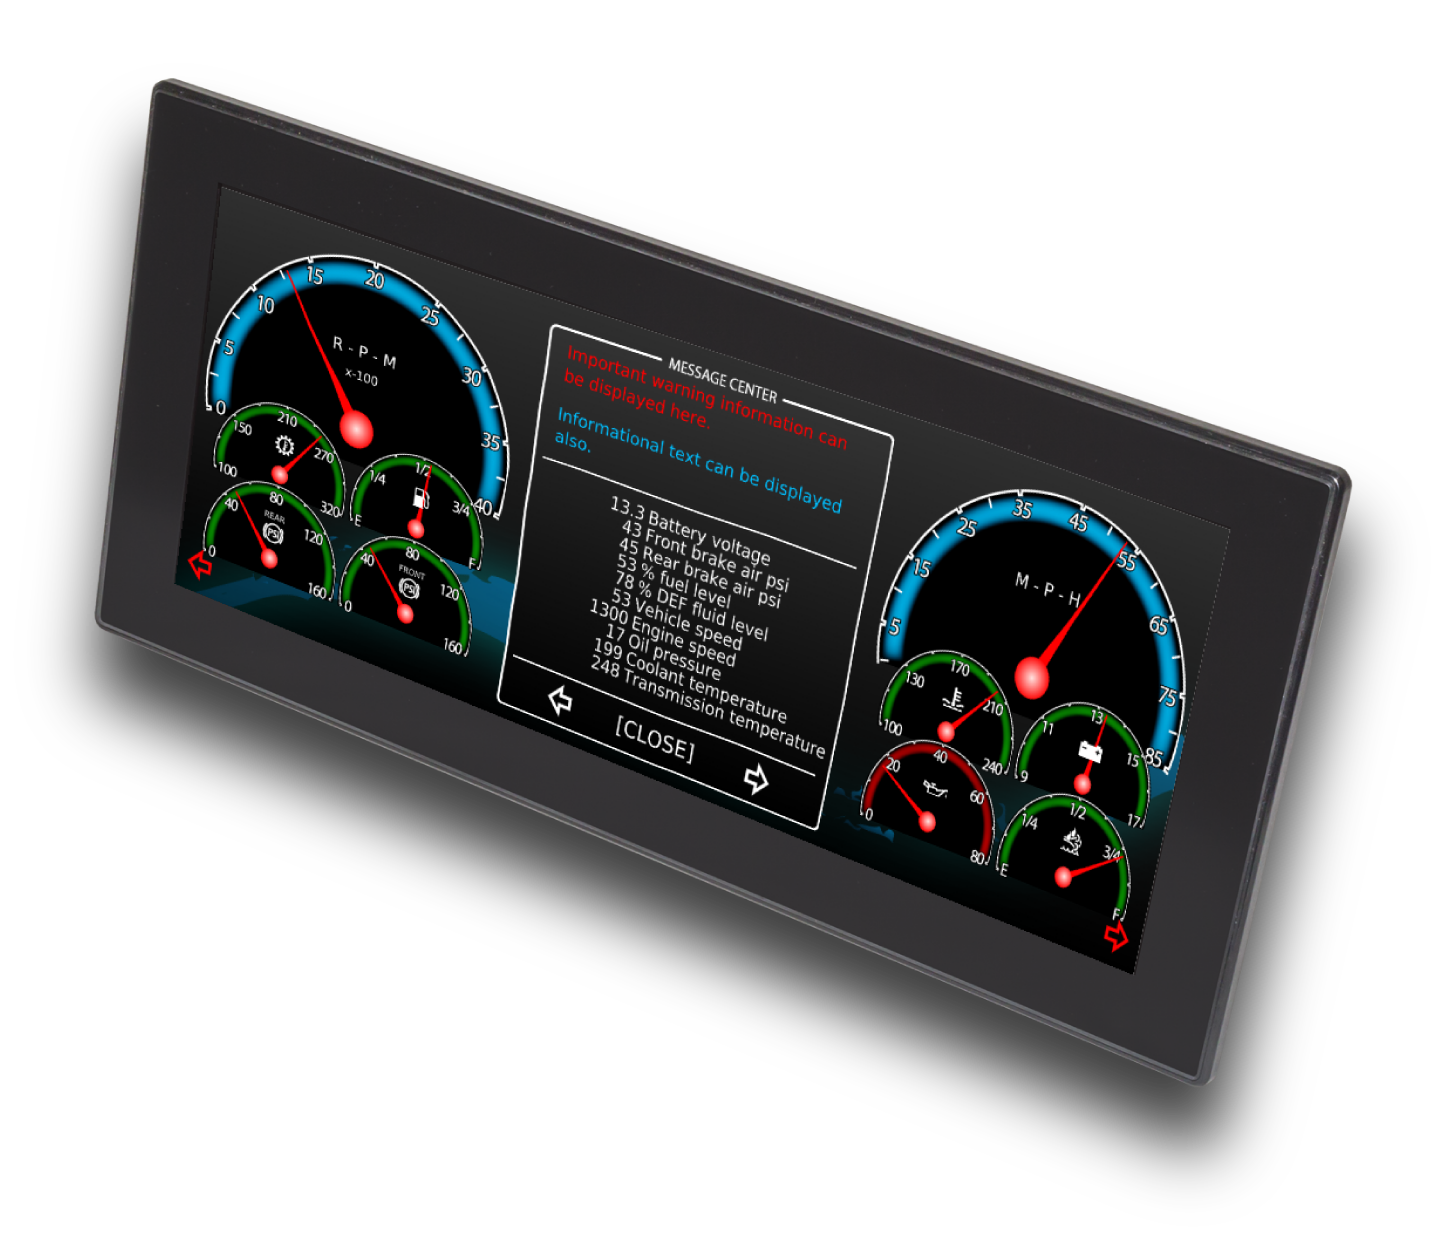 0
5
10
15
20
25
30
35
40
R - P - M
x-100
100
150
210
270
320
E
1/4
1/2
3/4
F
0
40
80
120
160
REAR
PSI
0
40
80
120
160
FRONT
PSI
MESSAGE CENTER
Important warning information can
be displayed here.
Informational text can be displayed
also.
13.3 Battery voltage
43 Front brake air psi
45 Rear brake air psi
53 % fuel level
78 % DEF fluid level
53 Vehicle speed
1300 Engine speed
17 Oil pressure
199 Coolant temperature
248 Transmission temperature
[CLOSE]
5
15
25
35
45
55
65
75
85
M - P - H
100
130
170
210
240
9
11
13
15
17
0
20
40
60
80
E
1/4
1/2
3/4
F